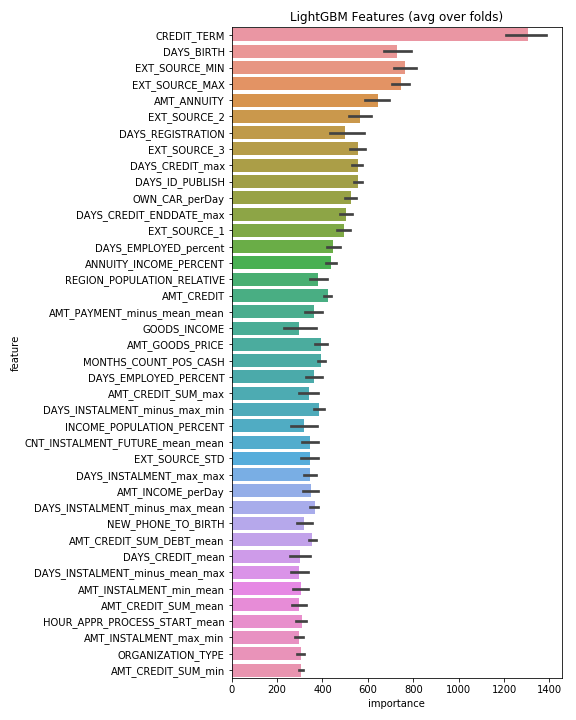 LightGBM Features (avg over folds)
feature
CREDIT_TERM
DAYS_BIRTH
EXT_SOURCE_MIN
EXT_SOURCE_MAX
AMT_ANNUITY
EXT_SOURCE_2
DAYS_REGISTRATION
EXT_SOURCE_3
DAYS_CREDIT_max
DAYS_ID_PUBLISH
OWN_CAR_perDay
DAYS_CREDIT_ENDDATE_max
EXT_SOURCE_1
DAYS_EMPLOYED_percent
ANNUITY_INCOME_PERCENT
REGION_POPULATION_RELATIVE
AMT_CREDIT
AMT_PAYMENT_minus_mean_mean
GOODS_INCOME
AMT_GOODS_PRICE
MONTHS_COUNT_POS_CASH
DAYS_EMPLOYED_PERCENT
AMT_CREDIT_SUM_max
DAYS_INSTALMENT_minus_max_min
INCOME_POPULATION_PERCENT
CNT_INSTALMENT_FUTURE_mean_mean
EXT_SOURCE_STD
DAYS_INSTALMENT_max_max
AMT_INCOME_perDay
DAYS_INSTALMENT_minus_max_mean
NEW_PHONE_TO_BIRTH
AMT_CREDIT_SUM_DEBT_mean
DAYS_CREDIT_mean
DAYS_INSTALMENT_minus_mean_max
AMT_INSTALMENT_min_mean
AMT_CREDIT_SUM_mean
HOUR_APPR_PROCESS_START_mean
AMT_INSTALMENT_max_min
ORGANIZATION_TYPE
AMT_CREDIT_SUM_min
0 200 400 600 800 1000 1200 1400
importance